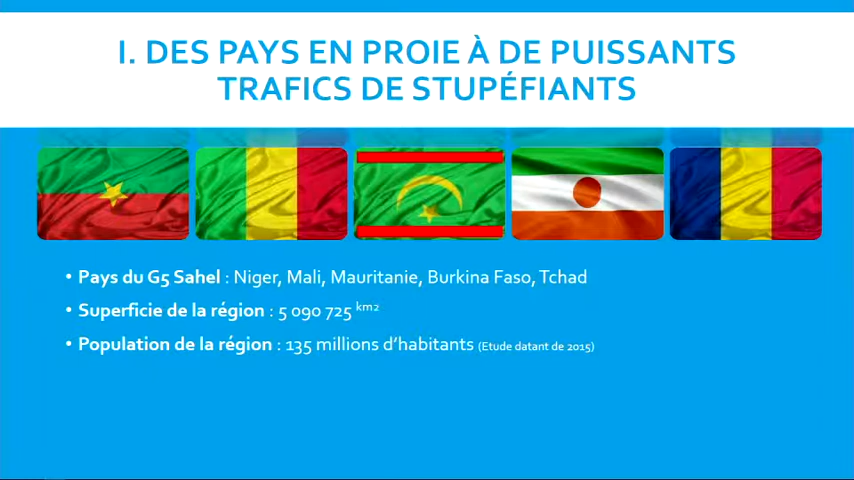 I. DES PAYS EN PROIE À DE PUISSANTS
TRAFICS DE STUPÉFIANTS
• Pays du G5 Sahel : Niger, Mali, Mauritanie, Burkina Faso, Tchad
• Superficie de la région : 5 090 725 km2
• Population de la région : 135 millions d'habitants (Etude datant de 2015)